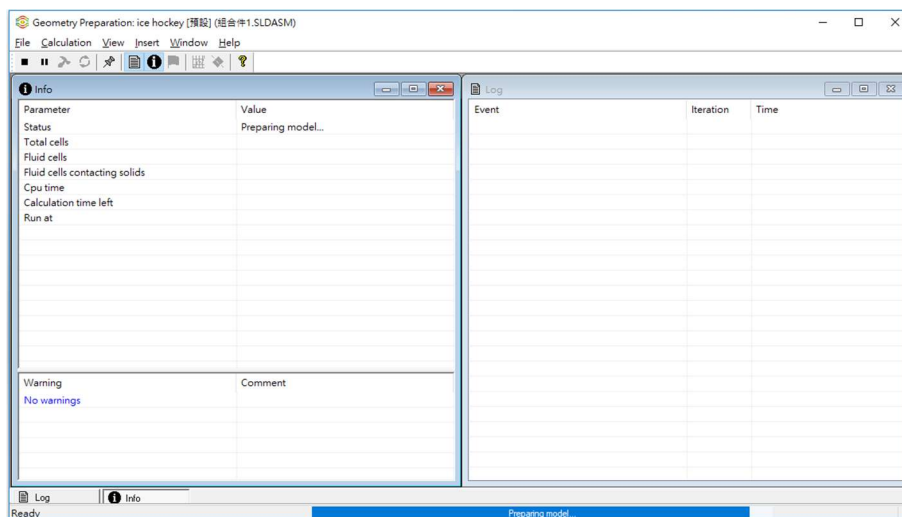 Geometry Preparation: ice hockey [預設] (組合件1.SLDASM)
File Calculation View Insert Window Help
Info
Parameter Value
Status Preparing model...
Total cells
Fluid cells
Fluid cells contacting solids
Cpu time
Calculation time left
Run at
Warning Comment
No warnings
Log
Event Iteration Time
Log Info
Ready Preparing model...